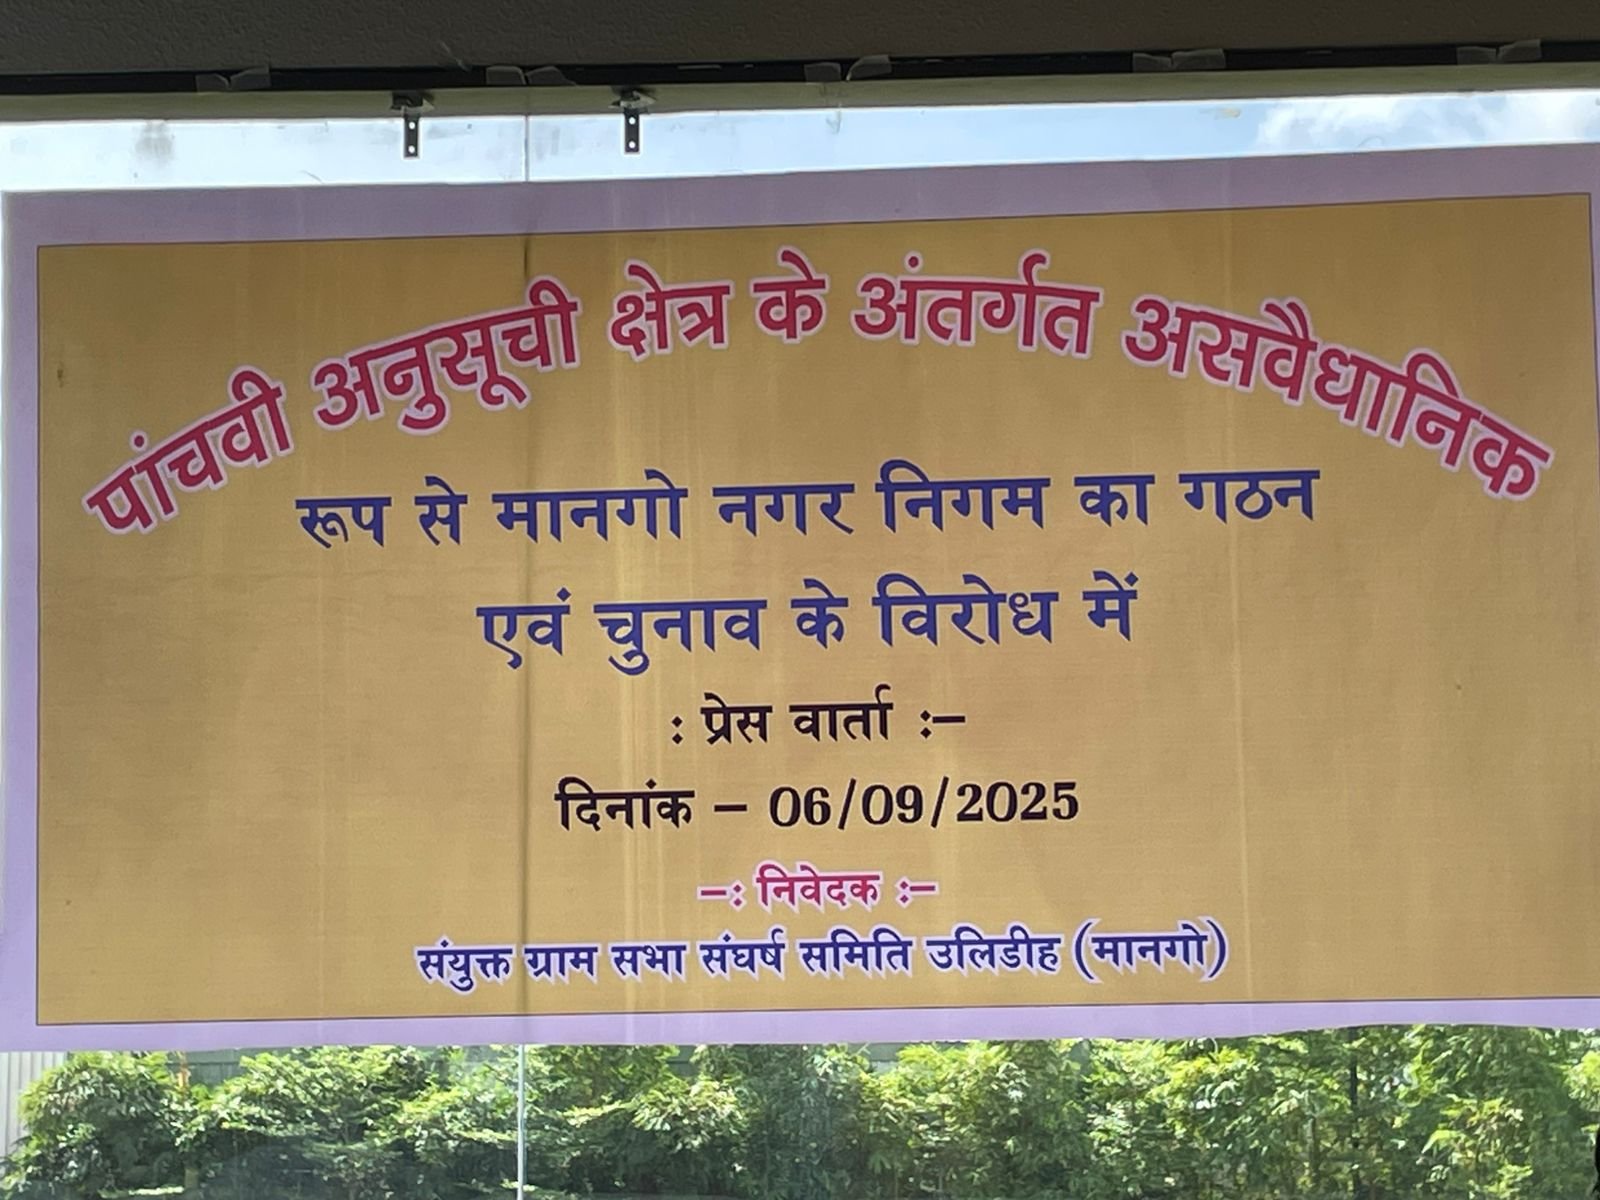 पांचवी अनुसूची क्षेत्र के अंतर्गत असवैधानिक
रूप से मानगो नगर निगम का गठन
एवं चुनाव के विरोध में
: प्रेस वार्ता :–
दिनांक – 06/09/2025
–: निवेदक :–
संयुक्त ग्राम सभा संघर्ष समिति उलिडीह (मानगो)